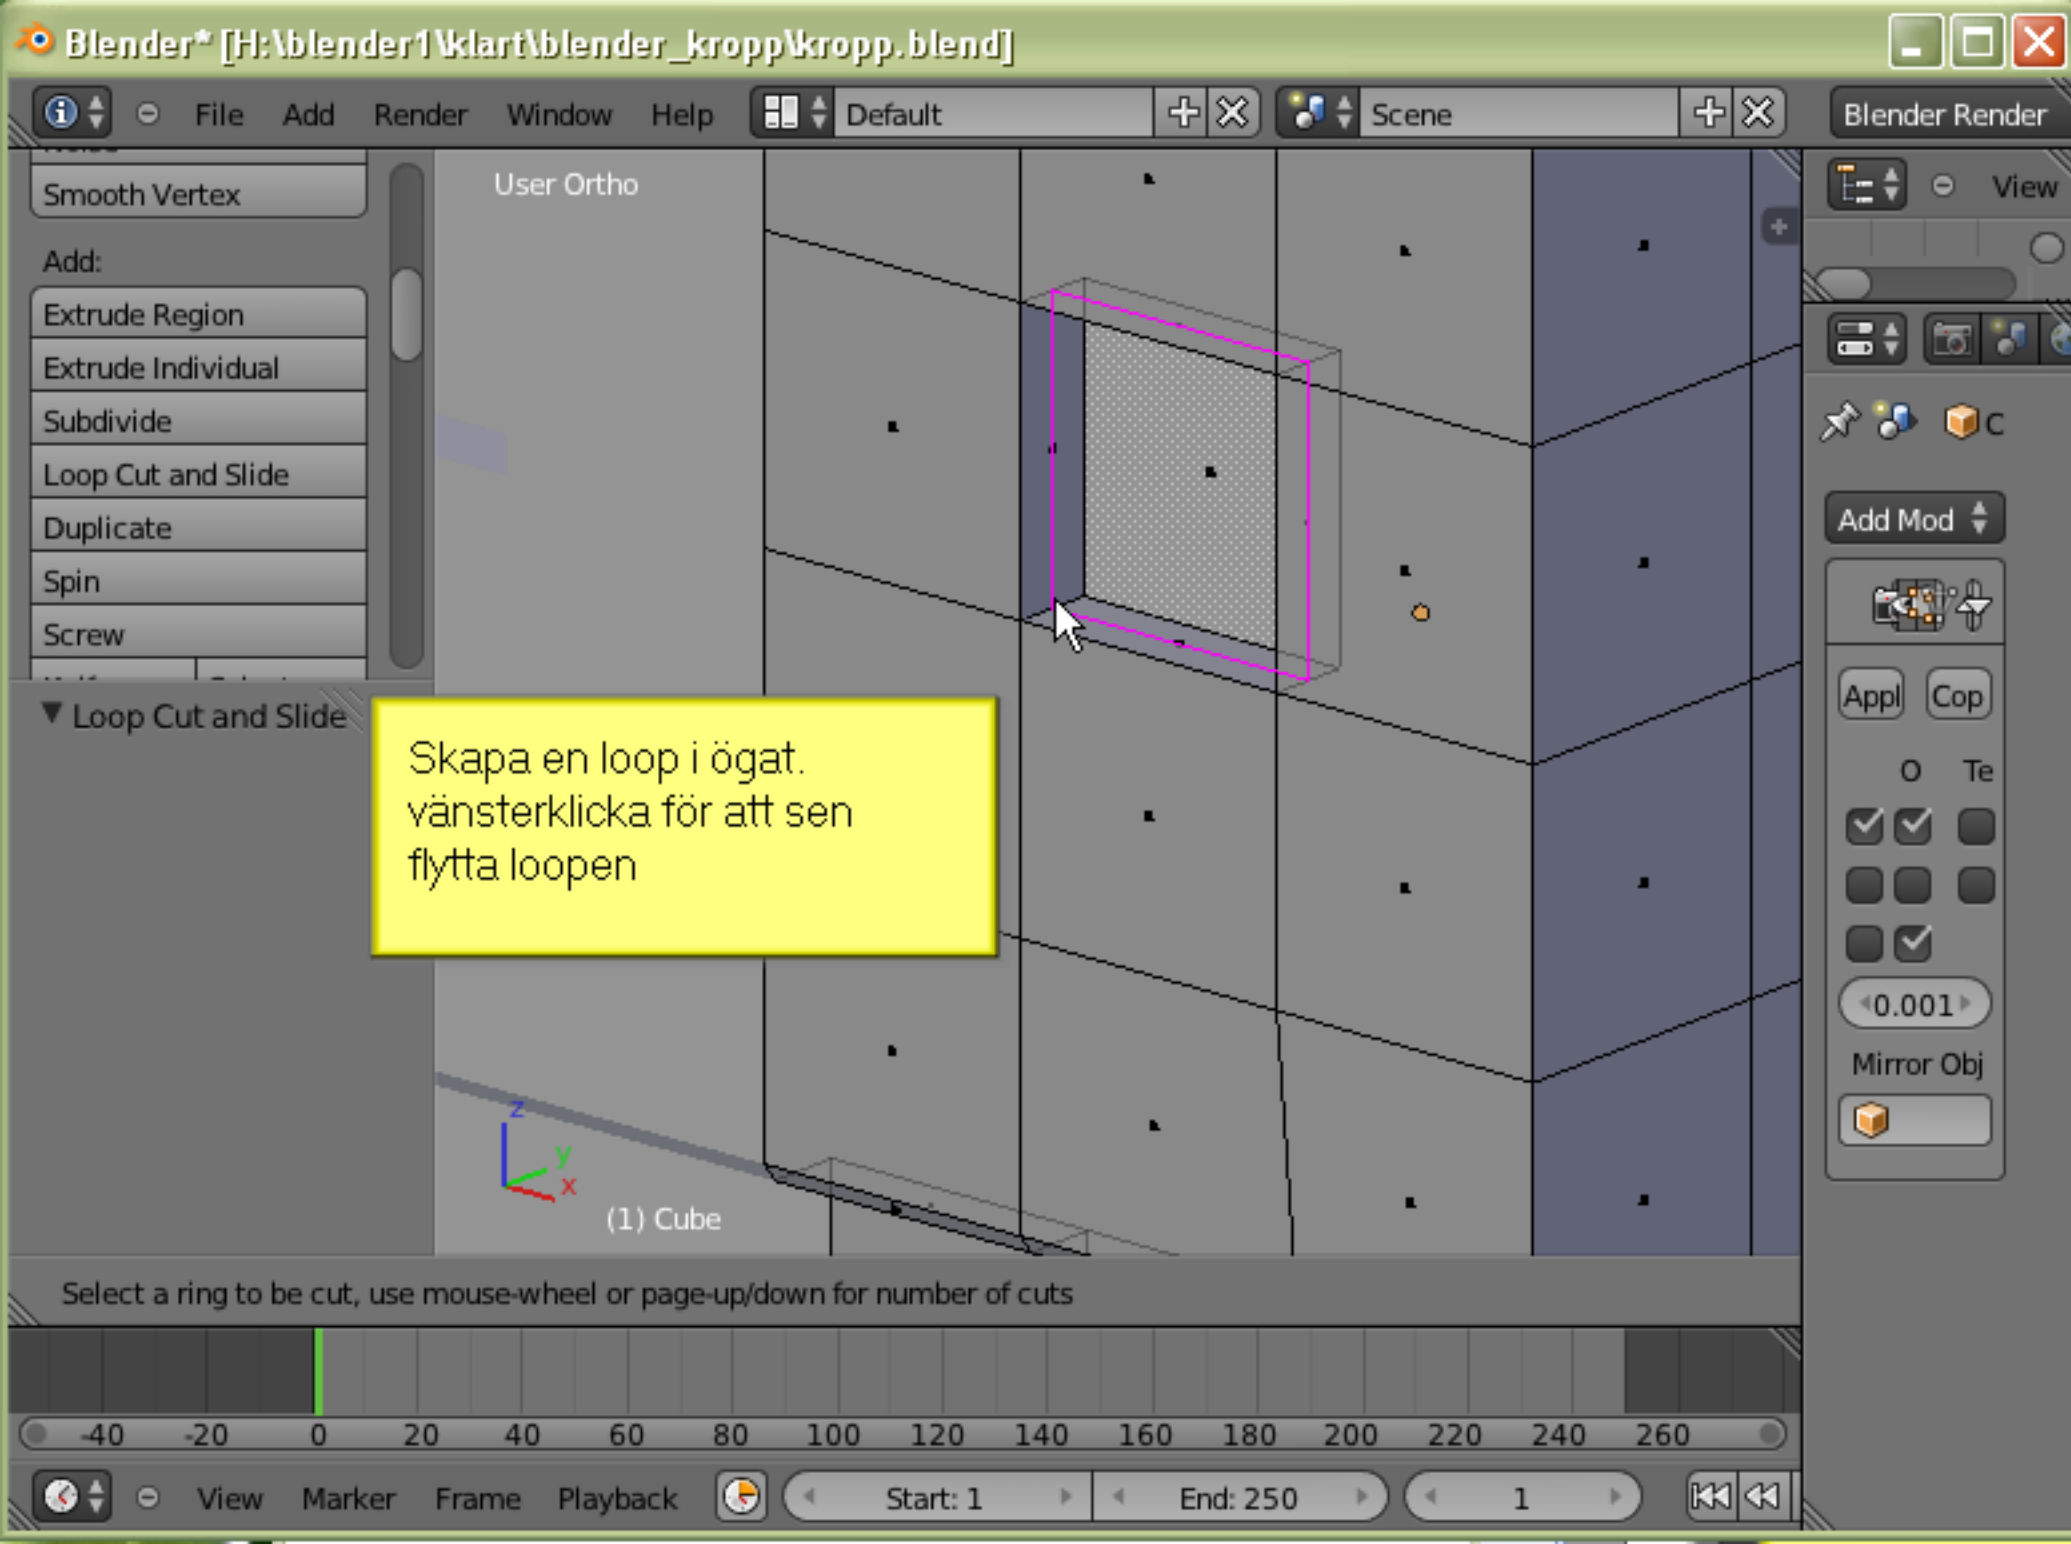 Blender* [H:\blender1\klart\blender_kropp\kropp.blend]
File Add Render Window Help Default Scene Blender Render
Smooth Vertex
Add:
Extrude Region
Extrude Individual
Subdivide
Loop Cut and Slide
Duplicate
Spin
Screw
Loop Cut and Slide
User Ortho
Skapa en loop i ögat.
vänsterklicka för att sen
flytta loopen
z
y
x
(1) Cube
Select a ring to be cut, use mouse-wheel or page-up/down for number of cuts
View
C
Add Mod
Appl Cop
O Te
0.001
Mirror Obj
-40 -20 0 20 40 60 80 100 120 140 160 180 200 220 240 260
View Marker Frame Playback Start: 1 End: 250 1